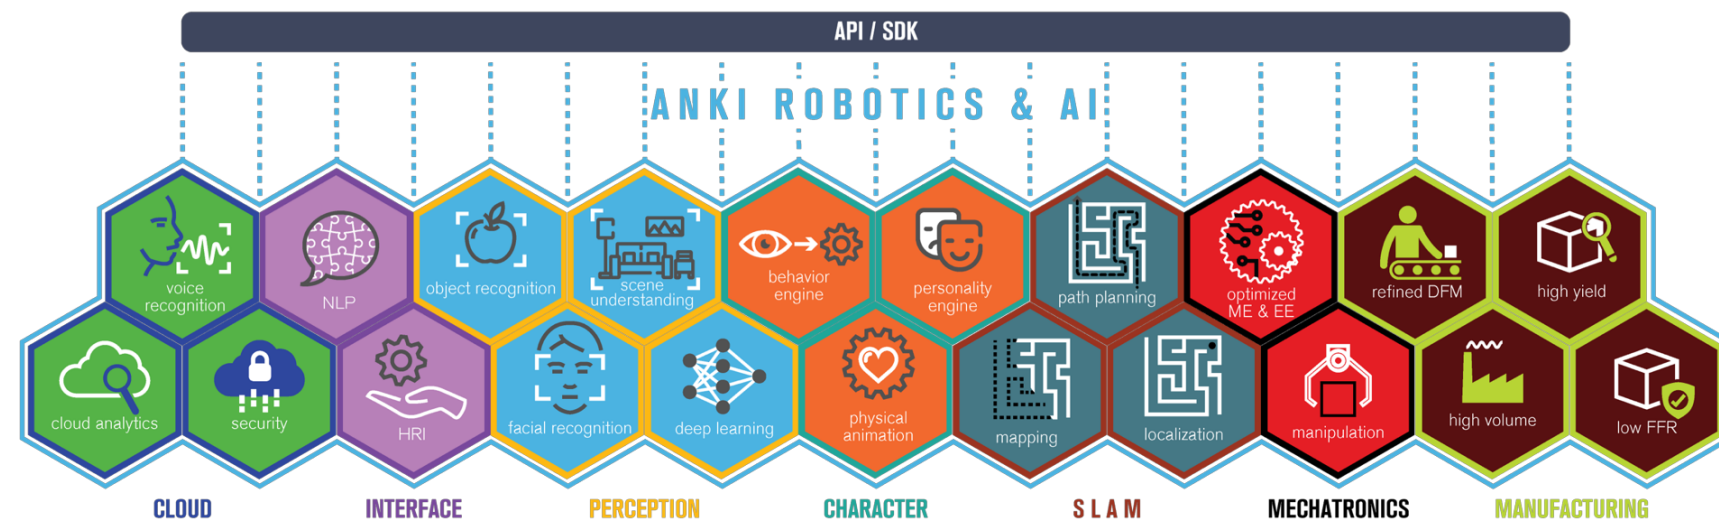 API / SDK
ANKI ROBOTICS & AI
voice
recognition
NLP
object recognition
scene
understanding
behavior
engine
personality
engine
path planning
optimized
ME & EE
refined DFM
high yield
cloud analytics
security
HRI
facial recognition
deep learning
physical
animation
mapping
localization
manipulation
high volume
low FFR
CLOUD
INTERFACE
PERCEPTION
CHARACTER
SLAM
MECHATRONICS
MANUFACTURING